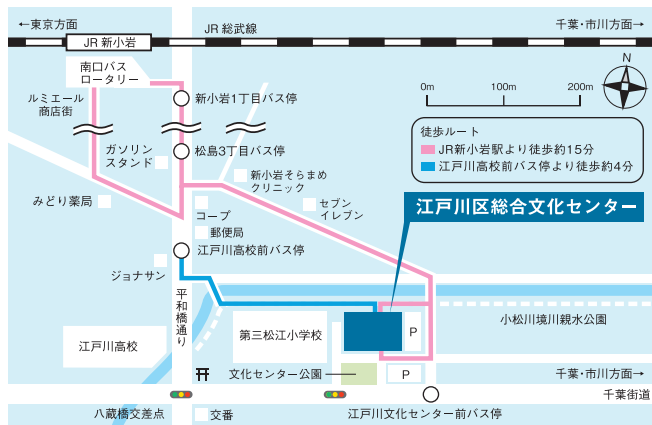 ←東京方面
JR 総武線
千葉・市川方面→
JR 新小岩
南口バス
ロータリー
N
0m
100m
200m
ルミエール
商店街
新小岩1丁目バス停
徒歩ルート
JR新小岩駅より徒歩約15分
江戸川高校前バス停より徒歩約4分
ガソリン
スタンド
松島3丁目バス停
新小岩そらまめ
クリニック
みどり薬局
コープ
セブン
イレブン
江戸川区総合文化センター
郵便局
江戸川高校前バス停
ジョナサン
平和橋通り
小松川境川親水公園
第三松江小学校
P
江戸川高校
文化センター公園
P
千葉・市川方面→
千葉街道
八蔵橋交差点
交番
江戸川文化センター前バス停